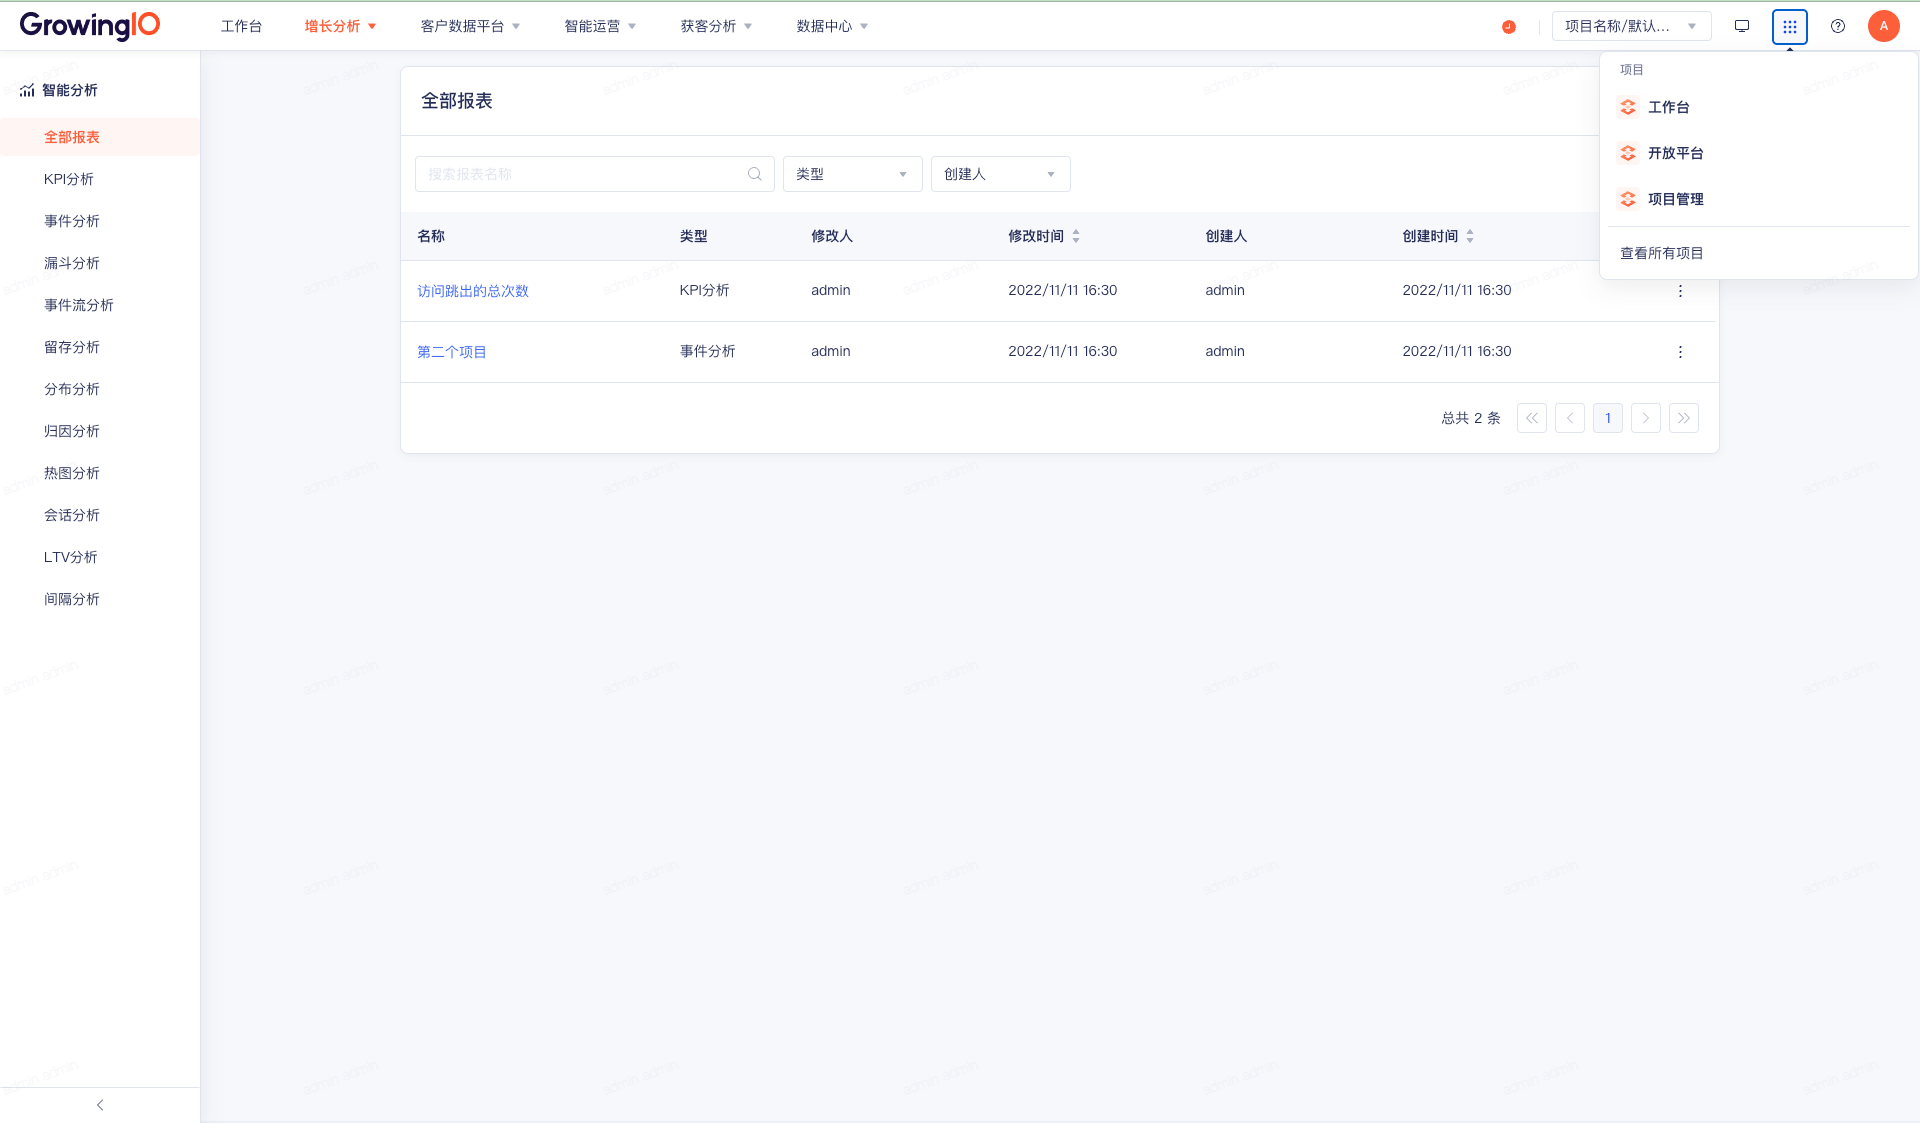 GrowingIO
工作台 增长分析 客户数据平台 智能运营 获客分析 数据中心 项目名称/默认... A
智能分析
全部报表
KPI分析
事件分析
漏斗分析
事件流分析
留存分析
分布分析
归因分析
热图分析
会话分析
LTV分析
间隔分析
全部报表
搜索报表名称 类型 创建人
名称 类型 修改人 修改时间 创建人 创建时间
访问跳出的总次数 KPI分析 admin 2022/11/11 16:30 admin 2022/11/11 16:30
第二个项目 事件分析 admin 2022/11/11 16:30 admin 2022/11/11 16:30
总共 2 条 1
项目
工作台
开放平台
项目管理
查看所有项目
admin admin